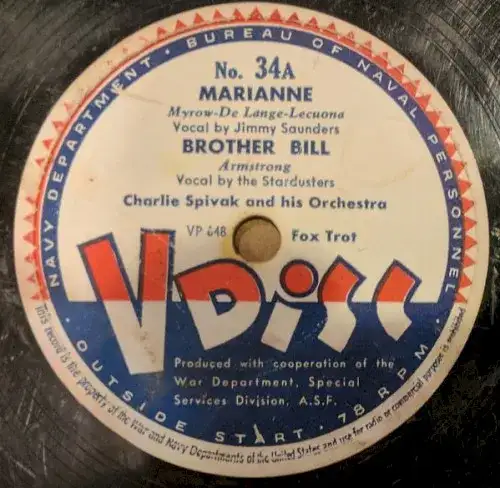 NAVY DEPARTMENT · BUREAU OF NAVAL PERSONNEL
No. 34A
MARIANNE
Myrow-De Lange-Lecuona
Vocal by Jimmy Saunders
BROTHER BILL
Armstrong
Vocal by the Stardusters
Charlie Spivak and his Orchestra
VP 648 Fox Trot
V DiSC
Produced with cooperation of the
War Department, Special
Services Division, A.S.F.
· OUTSIDE START · 78 RPM ·
This record is the property of the War and Navy Departments of the United States and use for radio or commercial purpose is prohibited